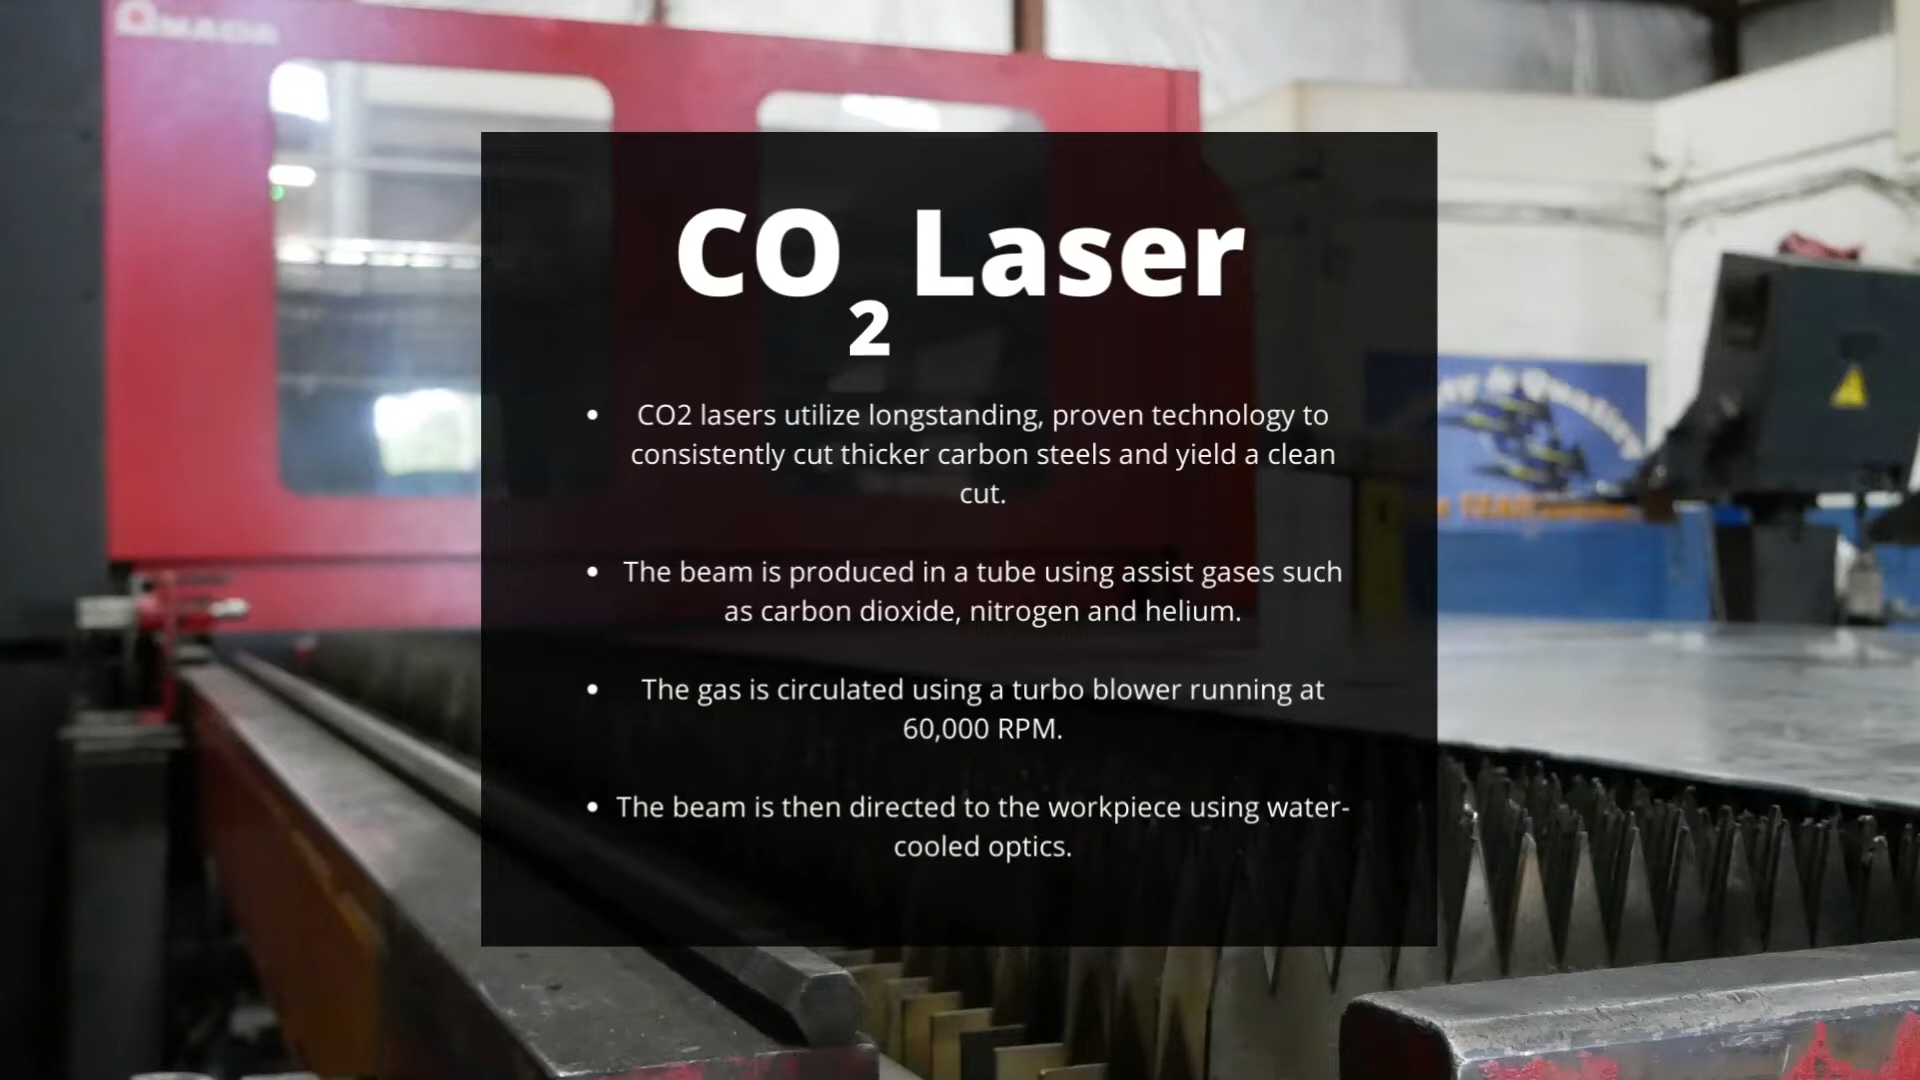 AMADA
CO2 Laser
• CO2 lasers utilize longstanding, proven technology to
consistently cut thicker carbon steels and yield a clean
cut.
• The beam is produced in a tube using assist gases such
as carbon dioxide, nitrogen and helium.
• The gas is circulated using a turbo blower running at
60,000 RPM.
• The beam is then directed to the workpiece using water-
cooled optics.